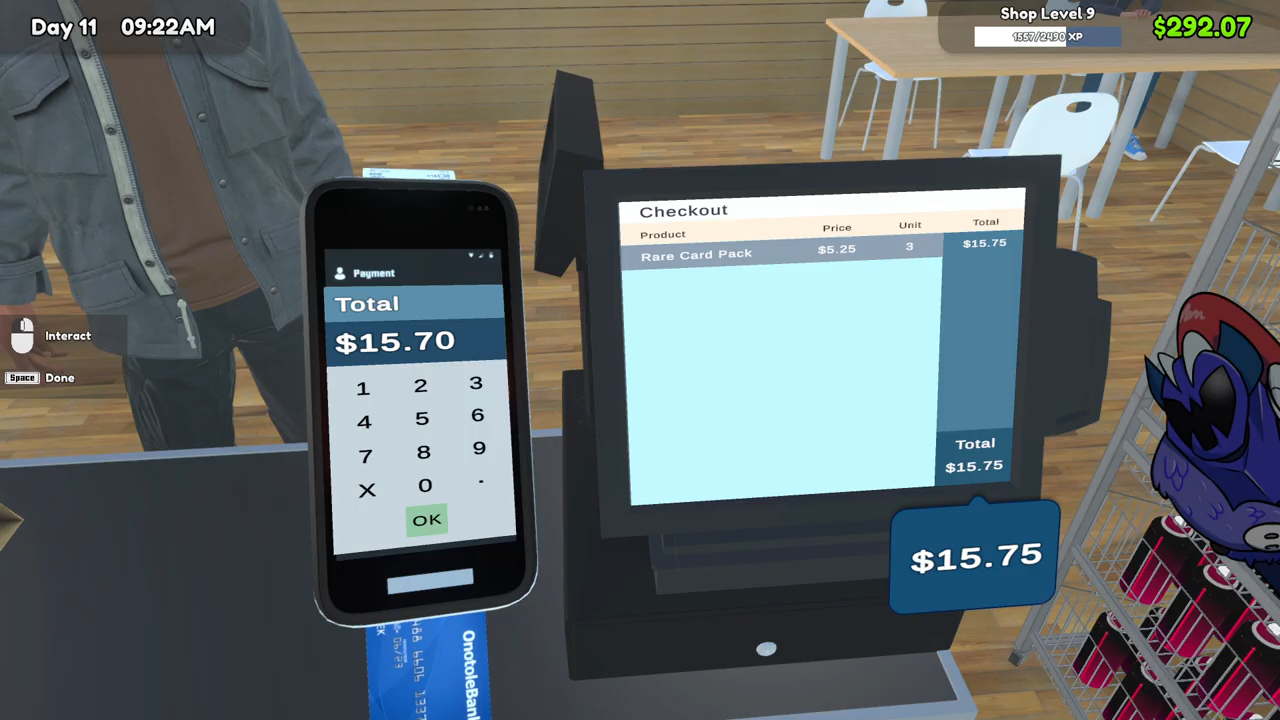 Day 11 09:22AM
Shop Level 9
1557/2490 XP
$292.07
Interact
Space Done
Payment
Total
$15.70
1 2 3
4 5 6
7 8 9
X 0 .
OK
Checkout
Product Price Unit Total
Rare Card Pack $5.25 3 $15.75
Total
$15.75
$15.75
OnotoleBank